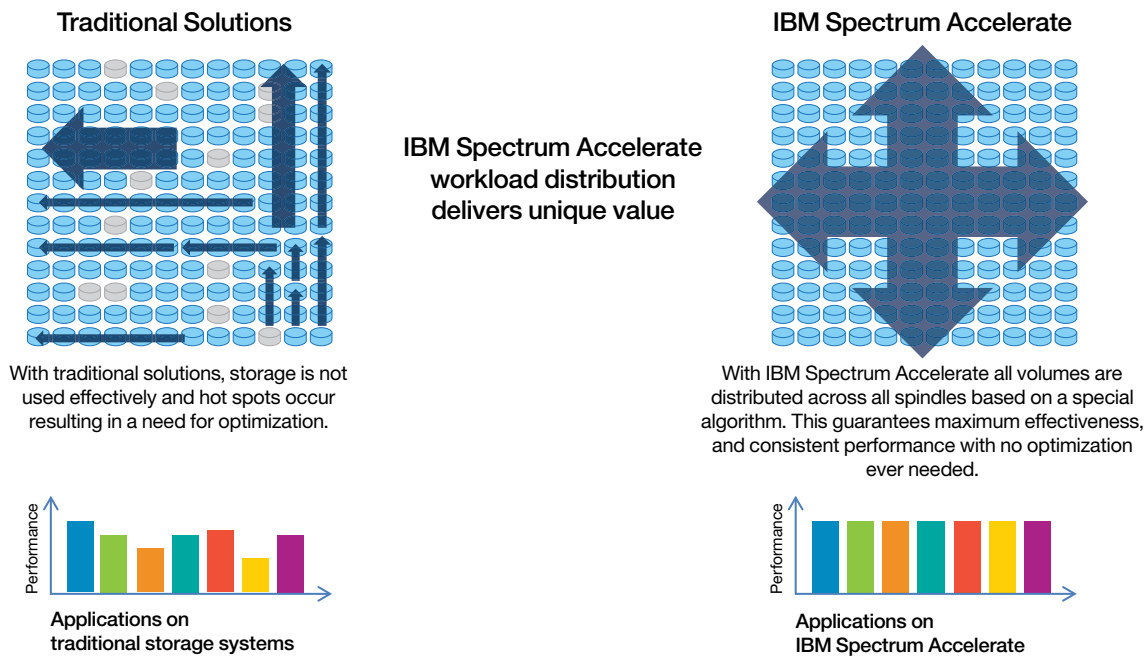 Traditional Solutions
IBM Spectrum Accelerate
IBM Spectrum Accelerate
workload distribution
delivers unique value
With traditional solutions, storage is not
used effectively and hot spots occur
resulting in a need for optimization.
With IBM Spectrum Accelerate all volumes are
distributed across all spindles based on a special
algorithm. This guarantees maximum effectiveness,
and consistent performance with no optimization
ever needed.
Performance
Applications on
traditional storage systems
Performance
Applications on
IBM Spectrum Accelerate